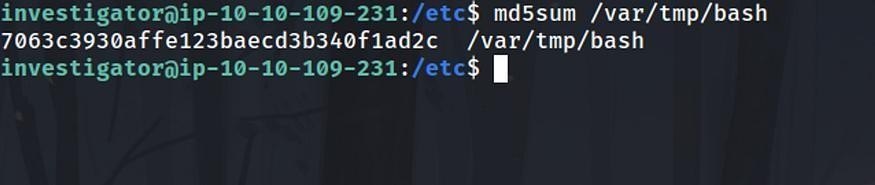 investigator@ip-10-10-109-231:/etc$ md5sum /var/tmp/bash
7063c3930affe123baecd3b340f1ad2c  /var/tmp/bash
investigator@ip-10-10-109-231:/etc$